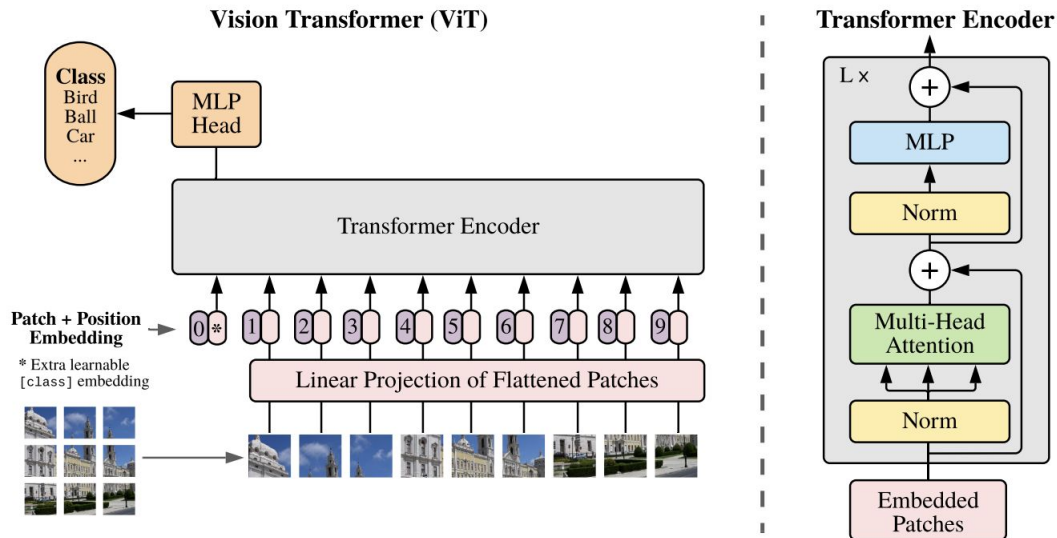 Vision Transformer (ViT)
Class
Bird
Ball
Car
...
MLP
Head
Transformer Encoder
Patch + Position
Embedding
0 * 1 2 3 4 5 6 7 8 9
* Extra learnable
[class] embedding
Linear Projection of Flattened Patches
Transformer Encoder
L x
+
MLP
Norm
+
Multi-Head
Attention
Norm
Embedded
Patches